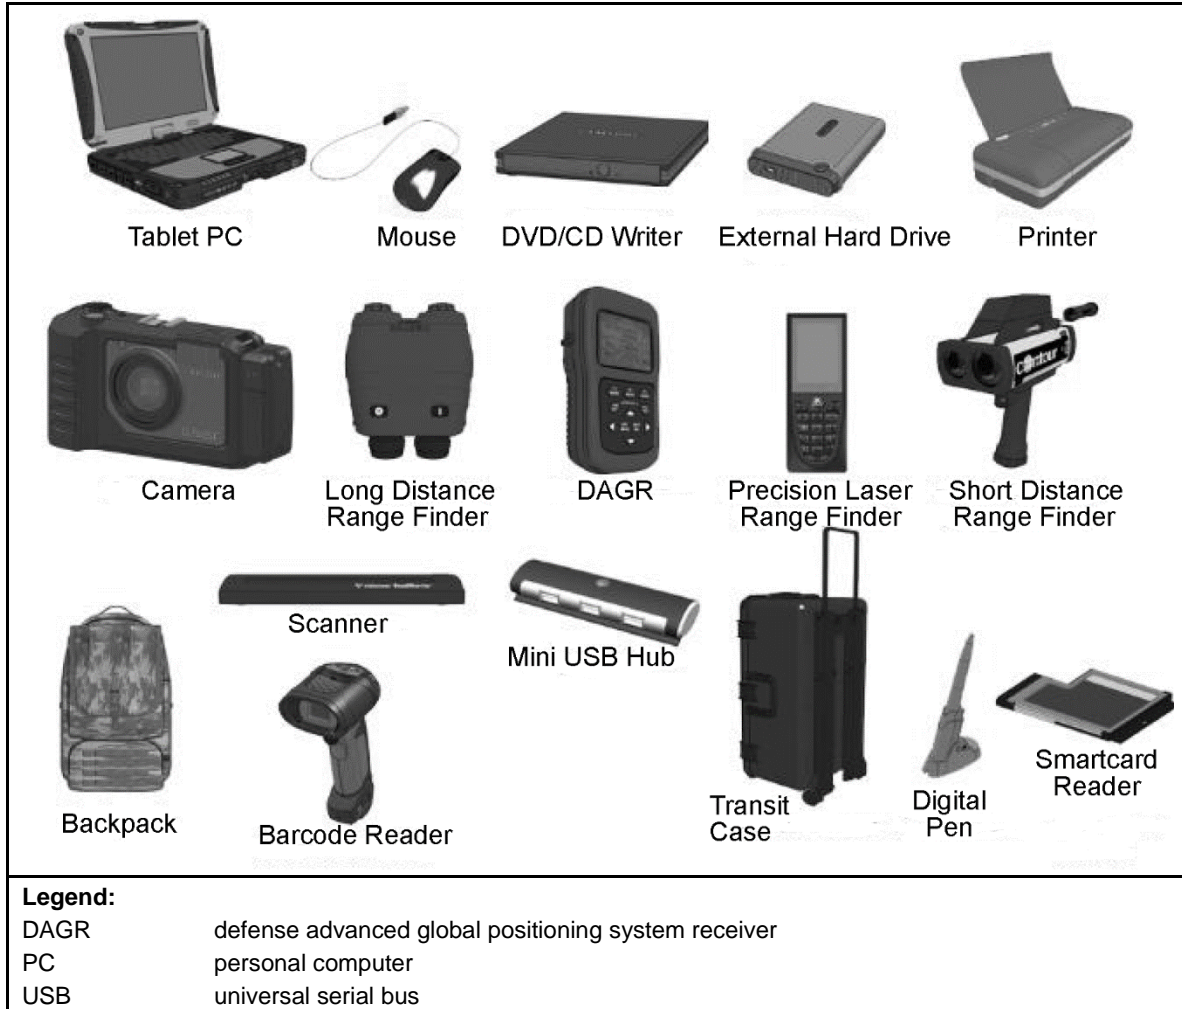 Tablet PC
Mouse
DVD/CD Writer
External Hard Drive
Printer
Camera
Long Distance
Range Finder
DAGR
Precision Laser
Range Finder
Contour
Short Distance
Range Finder
Scanner
Mini USB Hub
Backpack
Barcode Reader
Transit
Case
Digital
Pen
Smartcard
Reader
Legend:
DAGR defense advanced global positioning system receiver
PC personal computer
USB universal serial bus